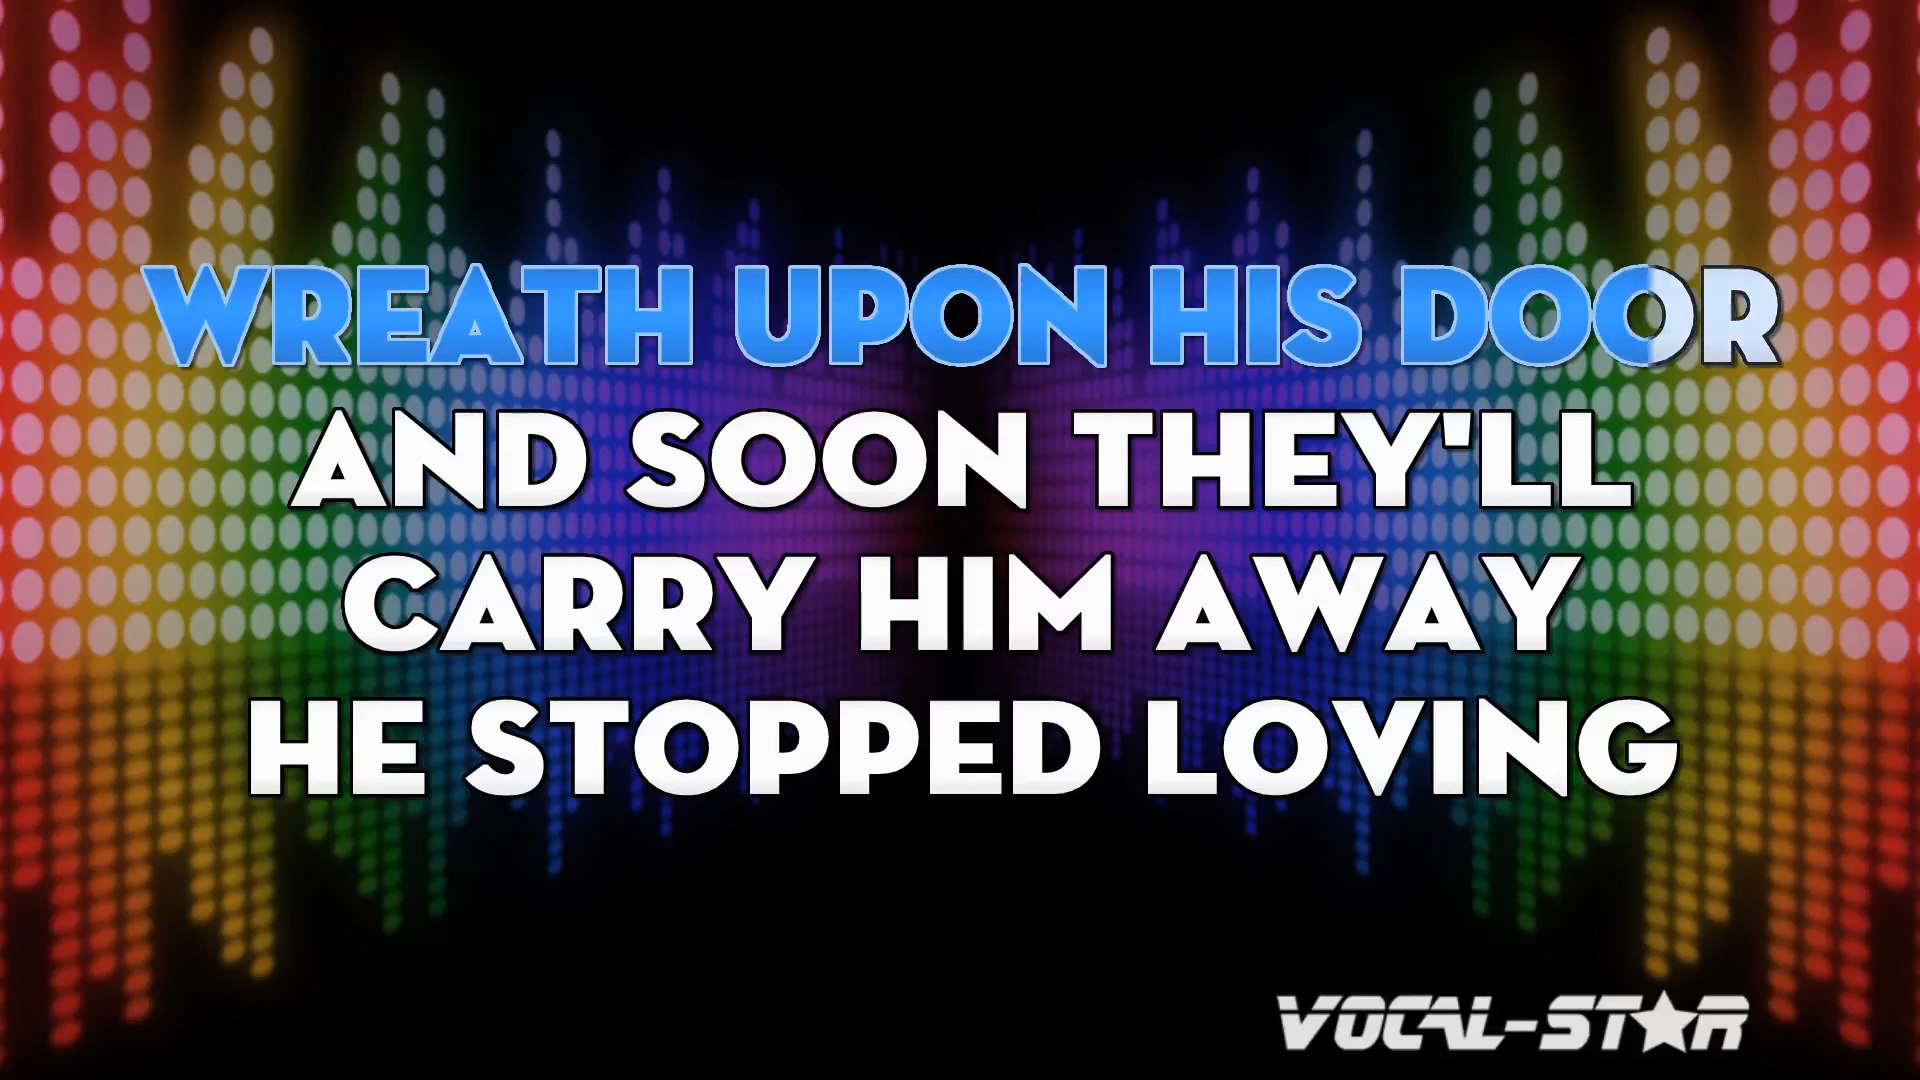 WREATH UPON HIS DOOR
AND SOON THEY'LL
CARRY HIM AWAY
HE STOPPED LOVING
VOCAL-STAR